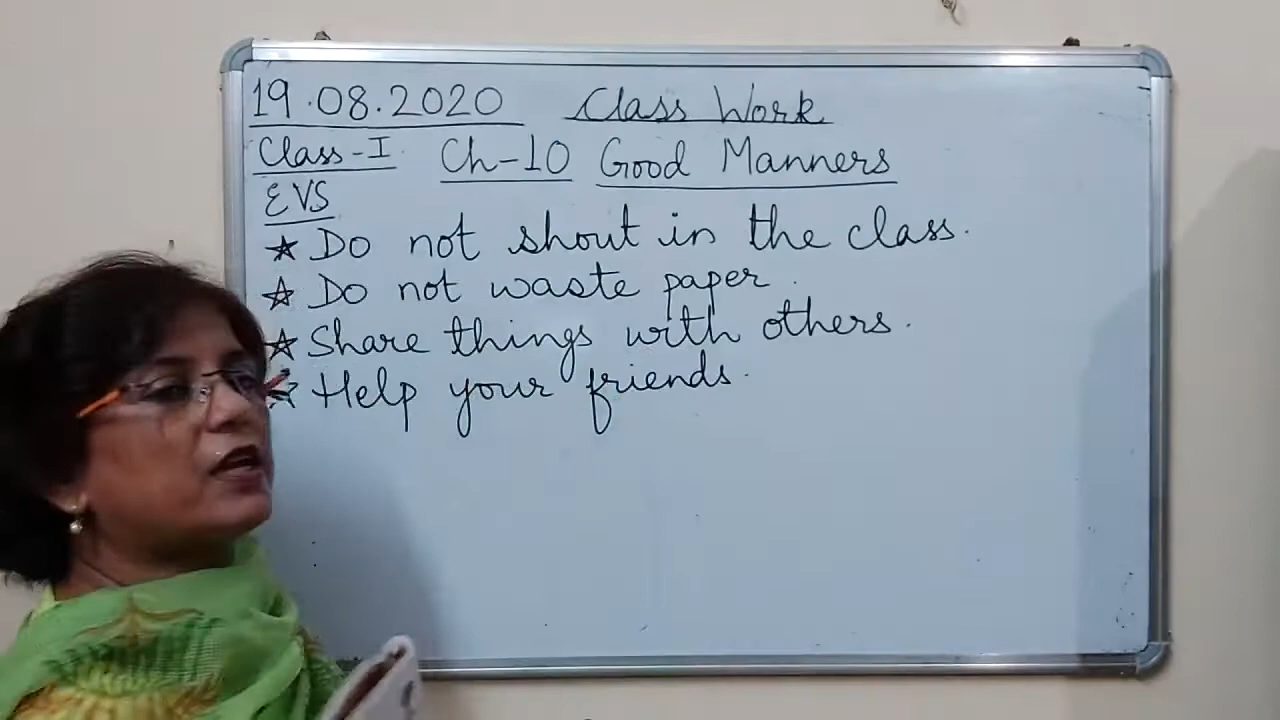 19.08.2020 Class Work
Class-I Ch-10 Good Manners
EVS
☆ Do not shout in the class.
☆ Do not waste paper.
☆ Share things with others.
☆ Help your friends.